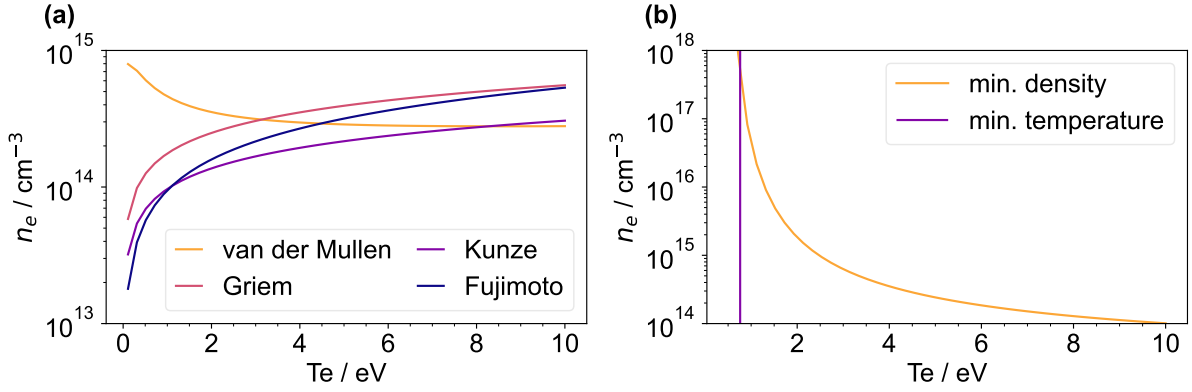 (a)
10^15
10^14
10^13
n_e / cm^−3
van der Mullen
Griem
Kunze
Fujimoto
0 2 4 6 8 10
Te / eV
(b)
10^18
10^17
10^16
10^15
10^14
n_e / cm^−3
min. density
min. temperature
2 4 6 8 10
Te / eV